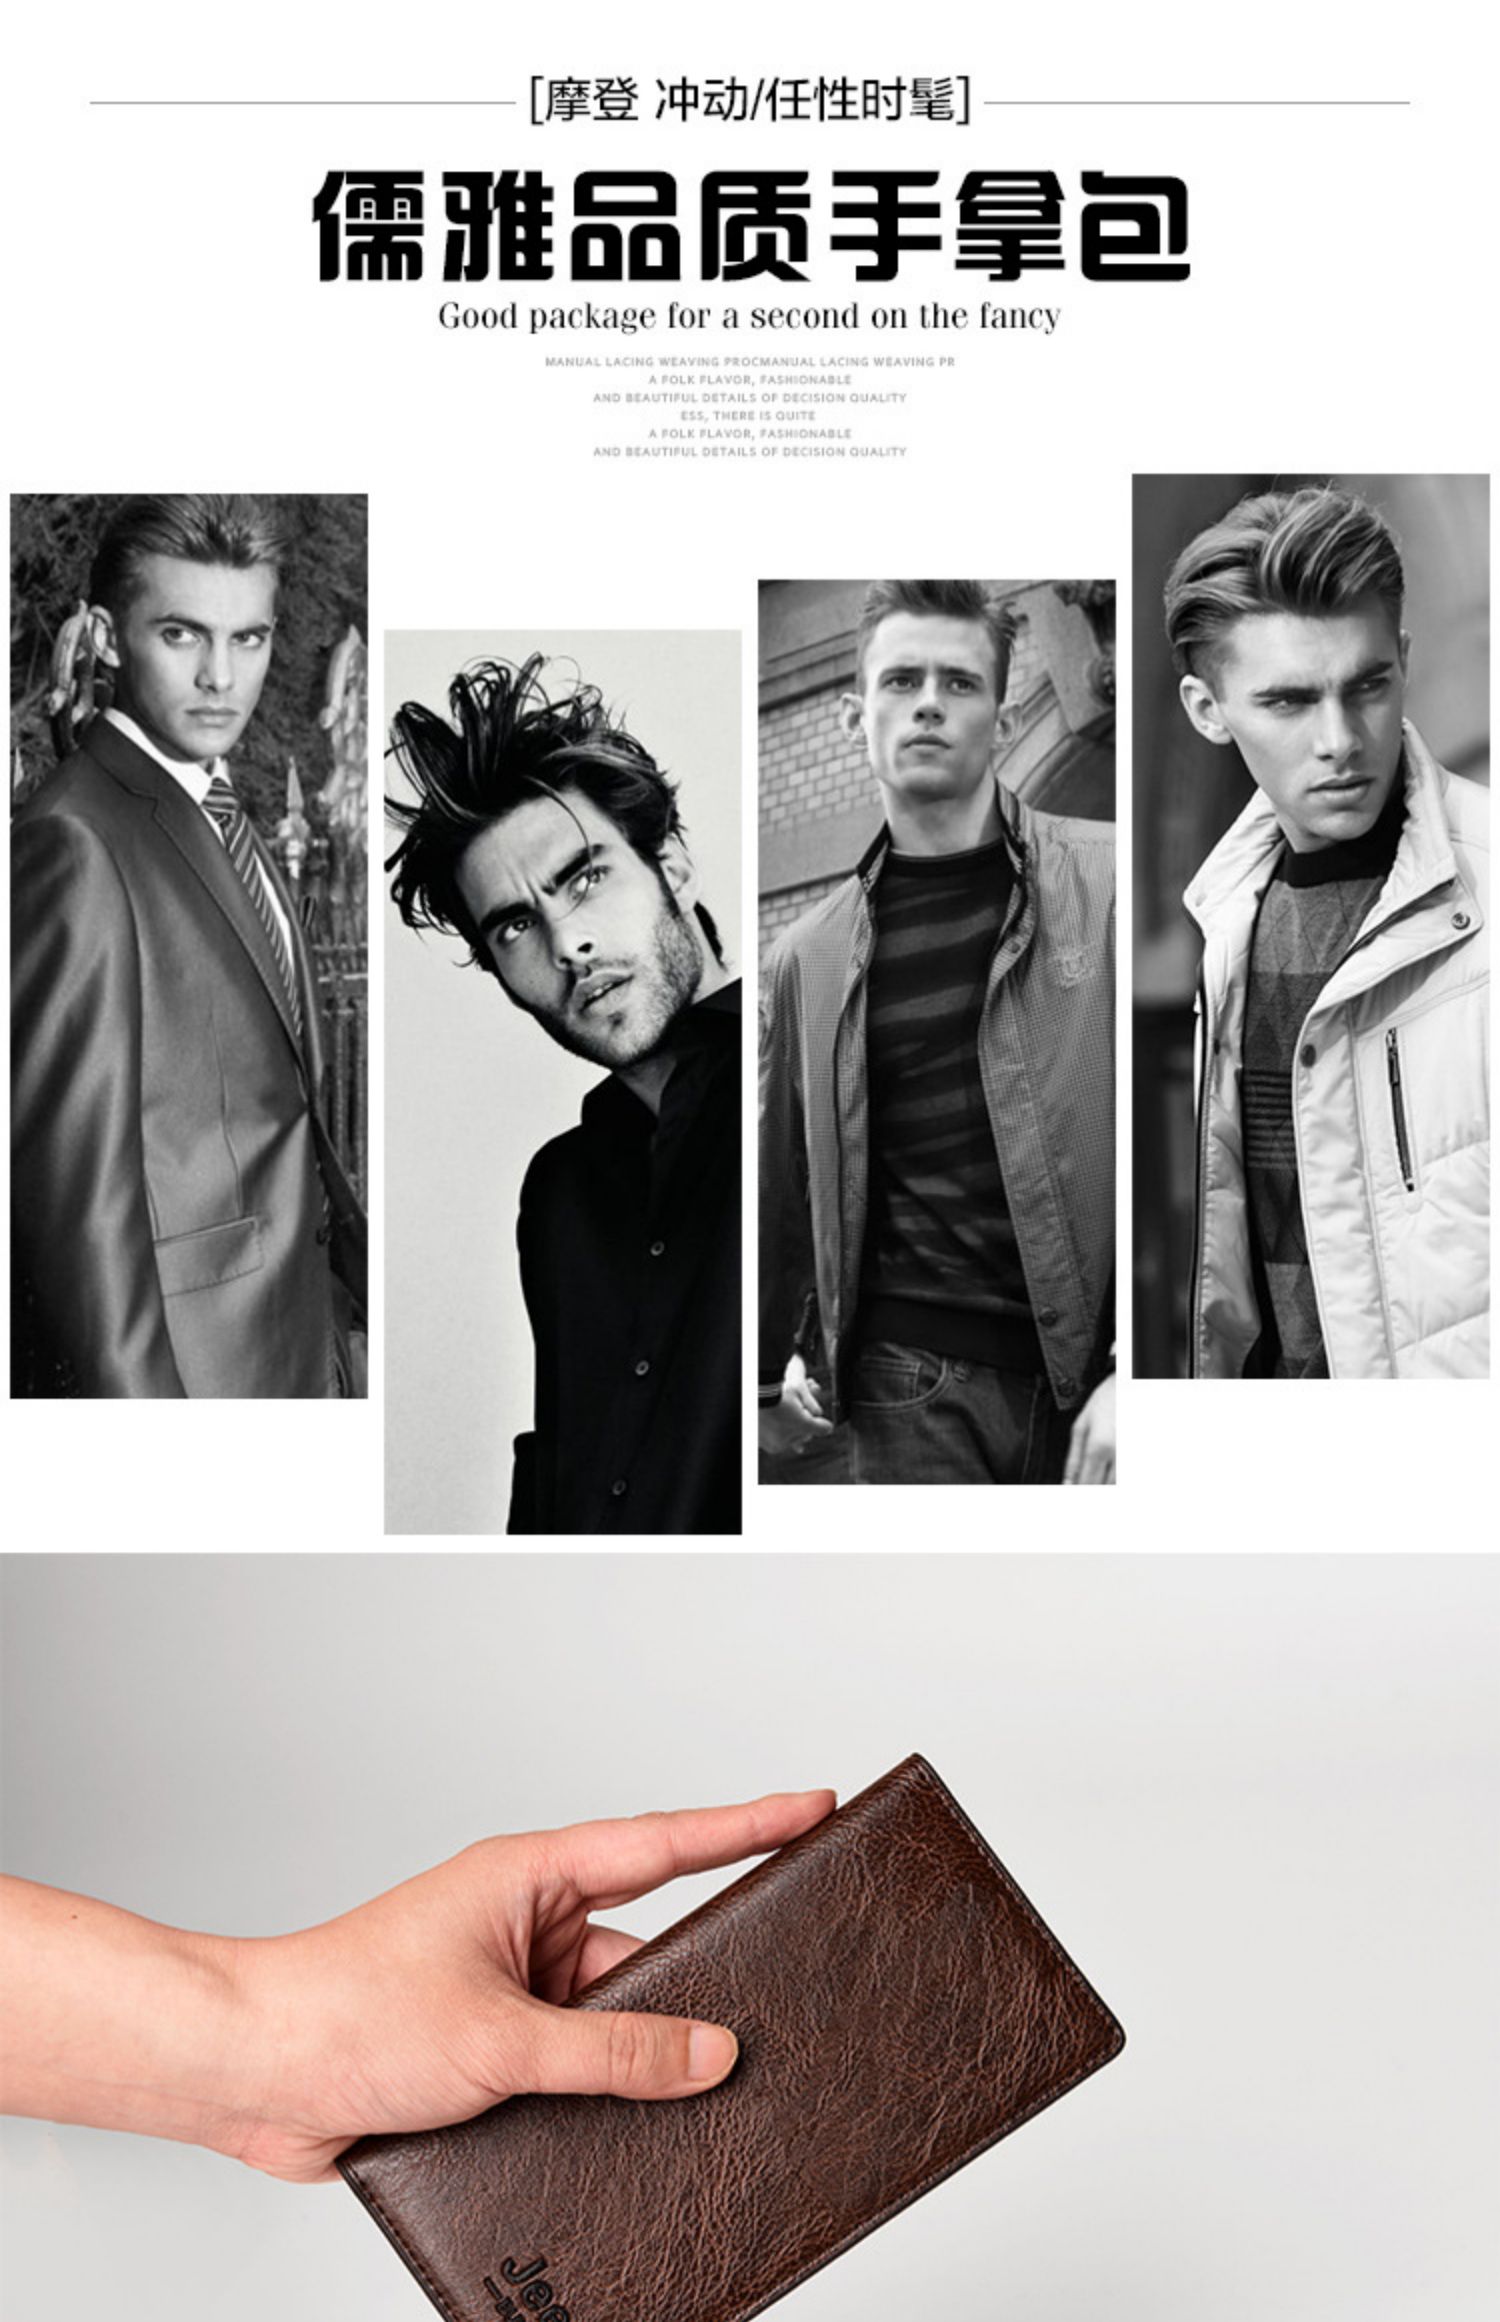 [摩登 冲动/任性时髦]
儒雅品质手拿包
Good package for a second on the fancy
MANUAL LACING WEAVING PROCMANUAL LACING WEAVING PR
A FOLK FLAVOR, FASHIONABLE
AND BEAUTIFUL DETAILS OF DECISION QUALITY
ESS, THERE IS QUITE
A FOLK FLAVOR, FASHIONABLE
AND BEAUTIFUL DETAILS OF DECISION QUALITY
Jee